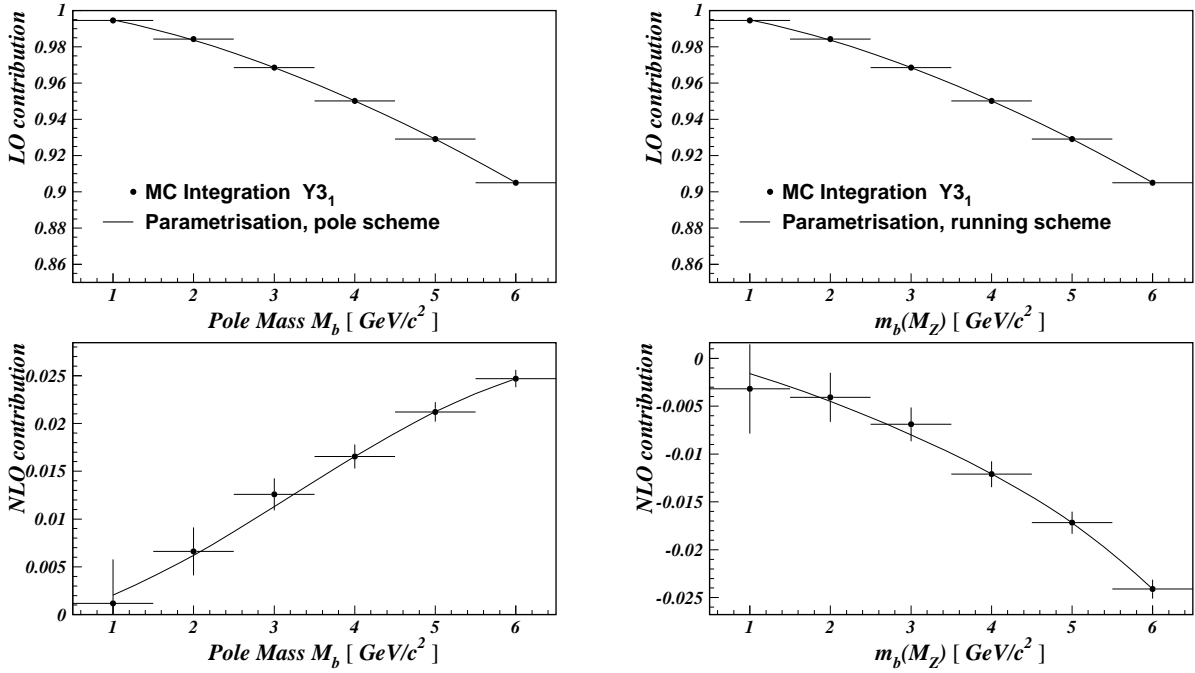 LO contribution
1
0.98
0.96
0.94
0.92
0.9
0.88
0.86
MC Integration Y3₁
Parametrisation, pole scheme
1 2 3 4 5 6
Pole Mass M_b [ GeV/c² ]
LO contribution
1
0.98
0.96
0.94
0.92
0.9
0.88
0.86
MC Integration Y3₁
Parametrisation, running scheme
1 2 3 4 5 6
m_b(M_Z) [ GeV/c² ]
NLO contribution
0.025
0.02
0.015
0.01
0.005
0
1 2 3 4 5 6
Pole Mass M_b [ GeV/c² ]
NLO contribution
0
-0.005
-0.01
-0.015
-0.02
-0.025
1 2 3 4 5 6
m_b(M_Z) [ GeV/c² ]